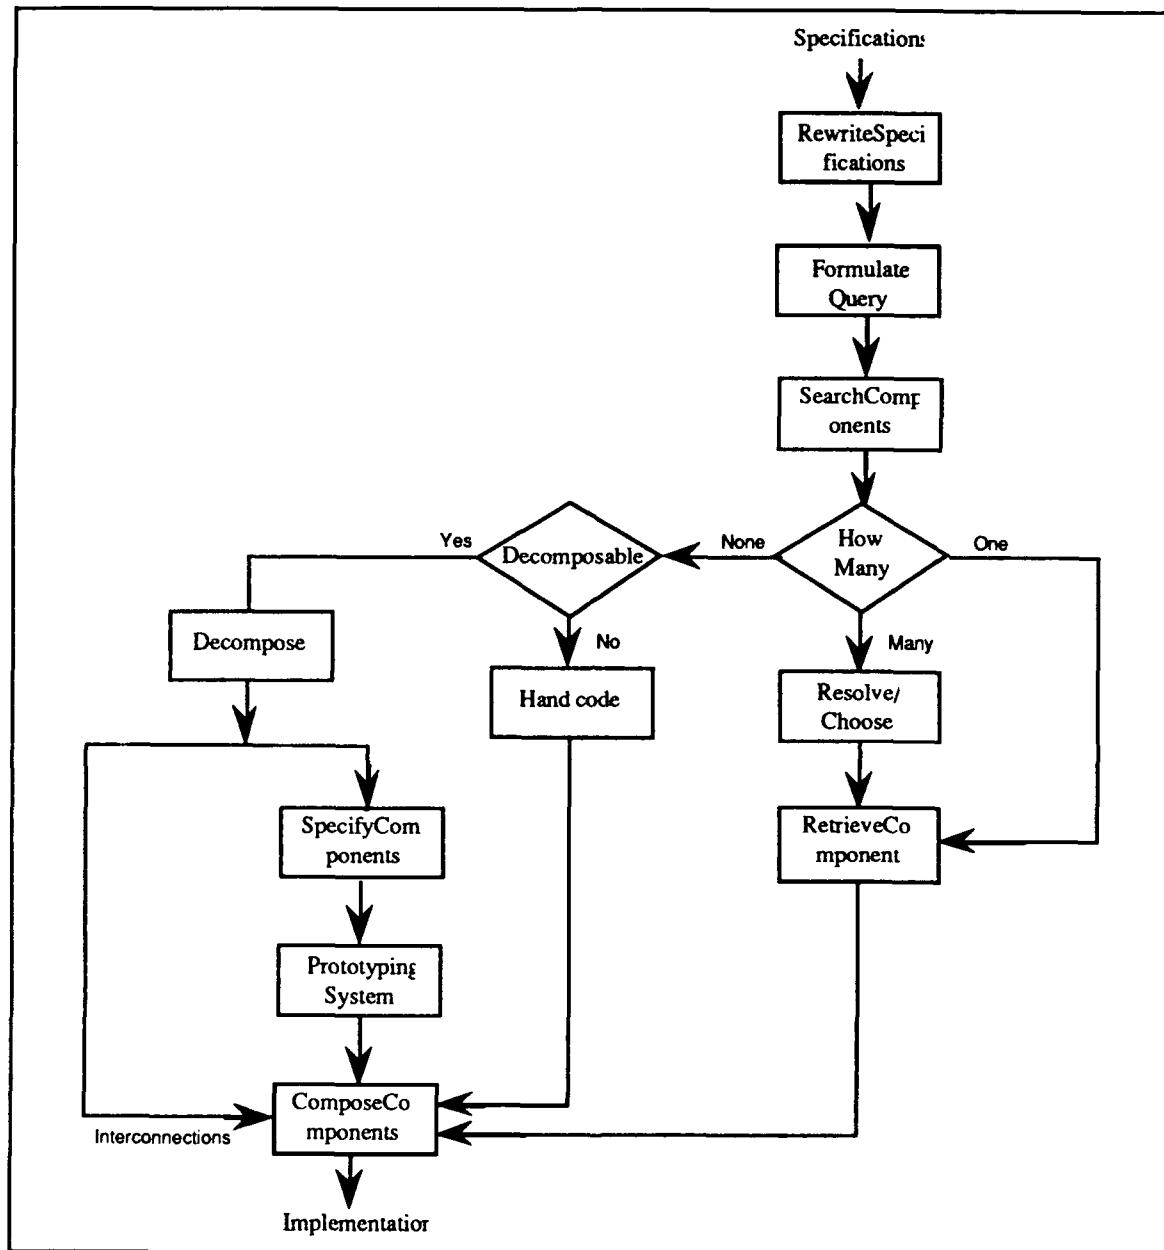 Specifications
RewriteSpeci
fications
Formulate
Query
SearchComp
onents
How
Many
None
One
Many
Decomposable
Yes
No
Decompose
Hand code
Resolve/
Choose
SpecifyCom
ponents
RetrieveCo
mponent
Prototyping
System
ComposeCo
mponents
Interconnections
Implementation